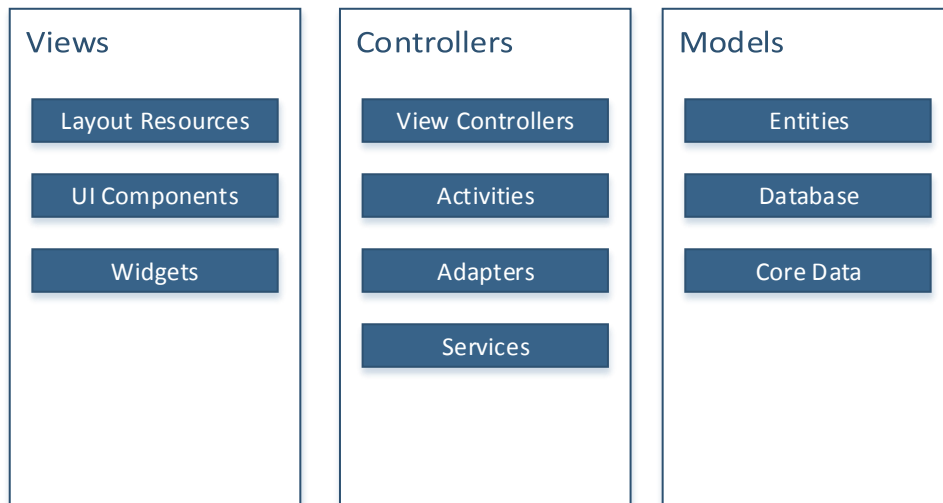 Views
Layout Resources
UI Components
Widgets
Controllers
View Controllers
Activities
Adapters
Services
Models
Entities
Database
Core Data